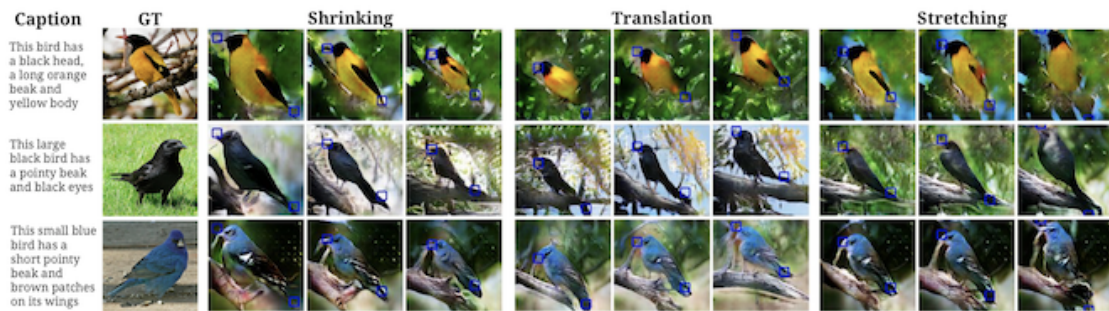 Caption GT Shrinking Translation Stretching
This bird has
a black head,
a long orange
beak and
yellow body
This large
black bird has
a pointy beak
and black eyes
This small blue
bird has a
short pointy
beak and
brown patches
on its wings